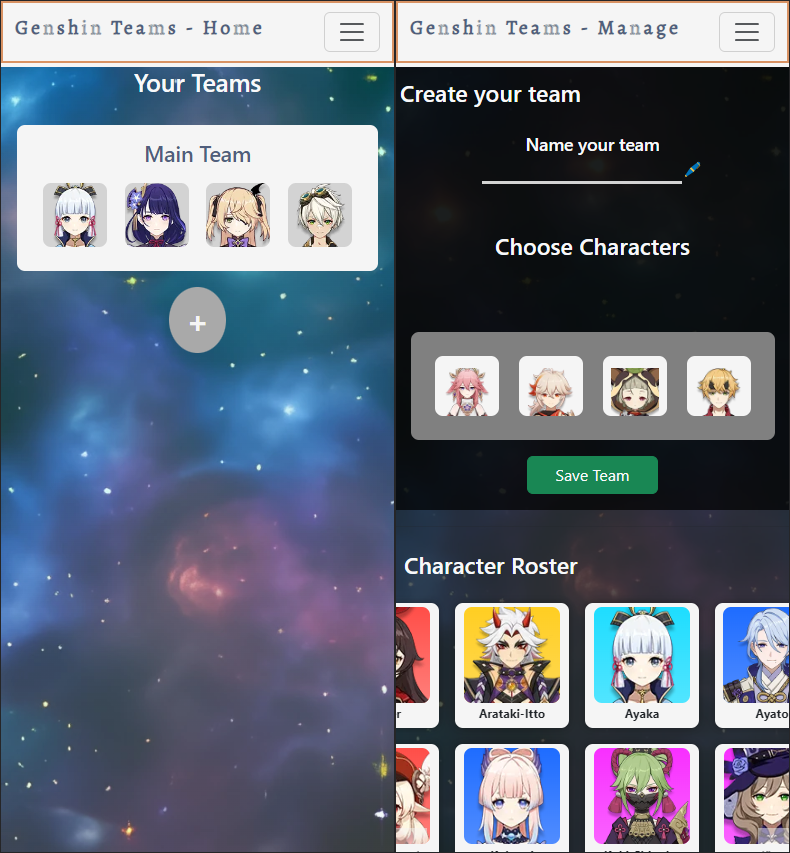 Genshin Teams - Home
Your Teams
Main Team
+
Genshin Teams - Manage
Create your team
Name your team
Choose Characters
Save Team
Character Roster
r
Arataki-Itto
Ayaka
Ayato